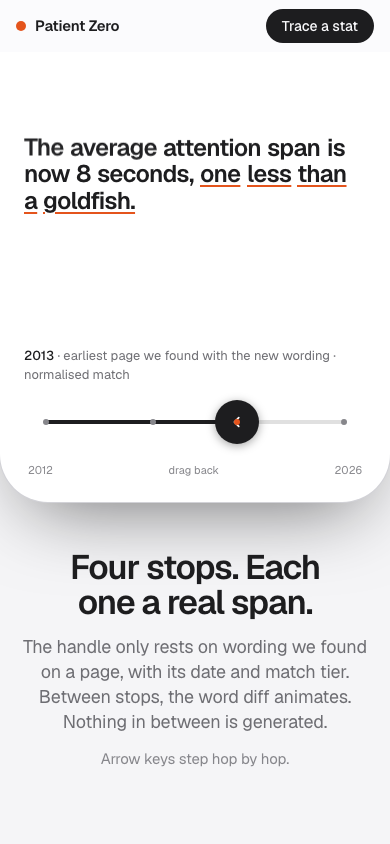 Patient Zero
Trace a stat
The average attention span is
now 8 seconds, one less than
a goldfish.
2013 · earliest page we found with the new wording ·
normalised match
2012
drag back
2026
Four stops. Each
one a real span.
The handle only rests on wording we found
on a page, with its date and match tier.
Between stops, the word diff animates.
Nothing in between is generated.
Arrow keys step hop by hop.